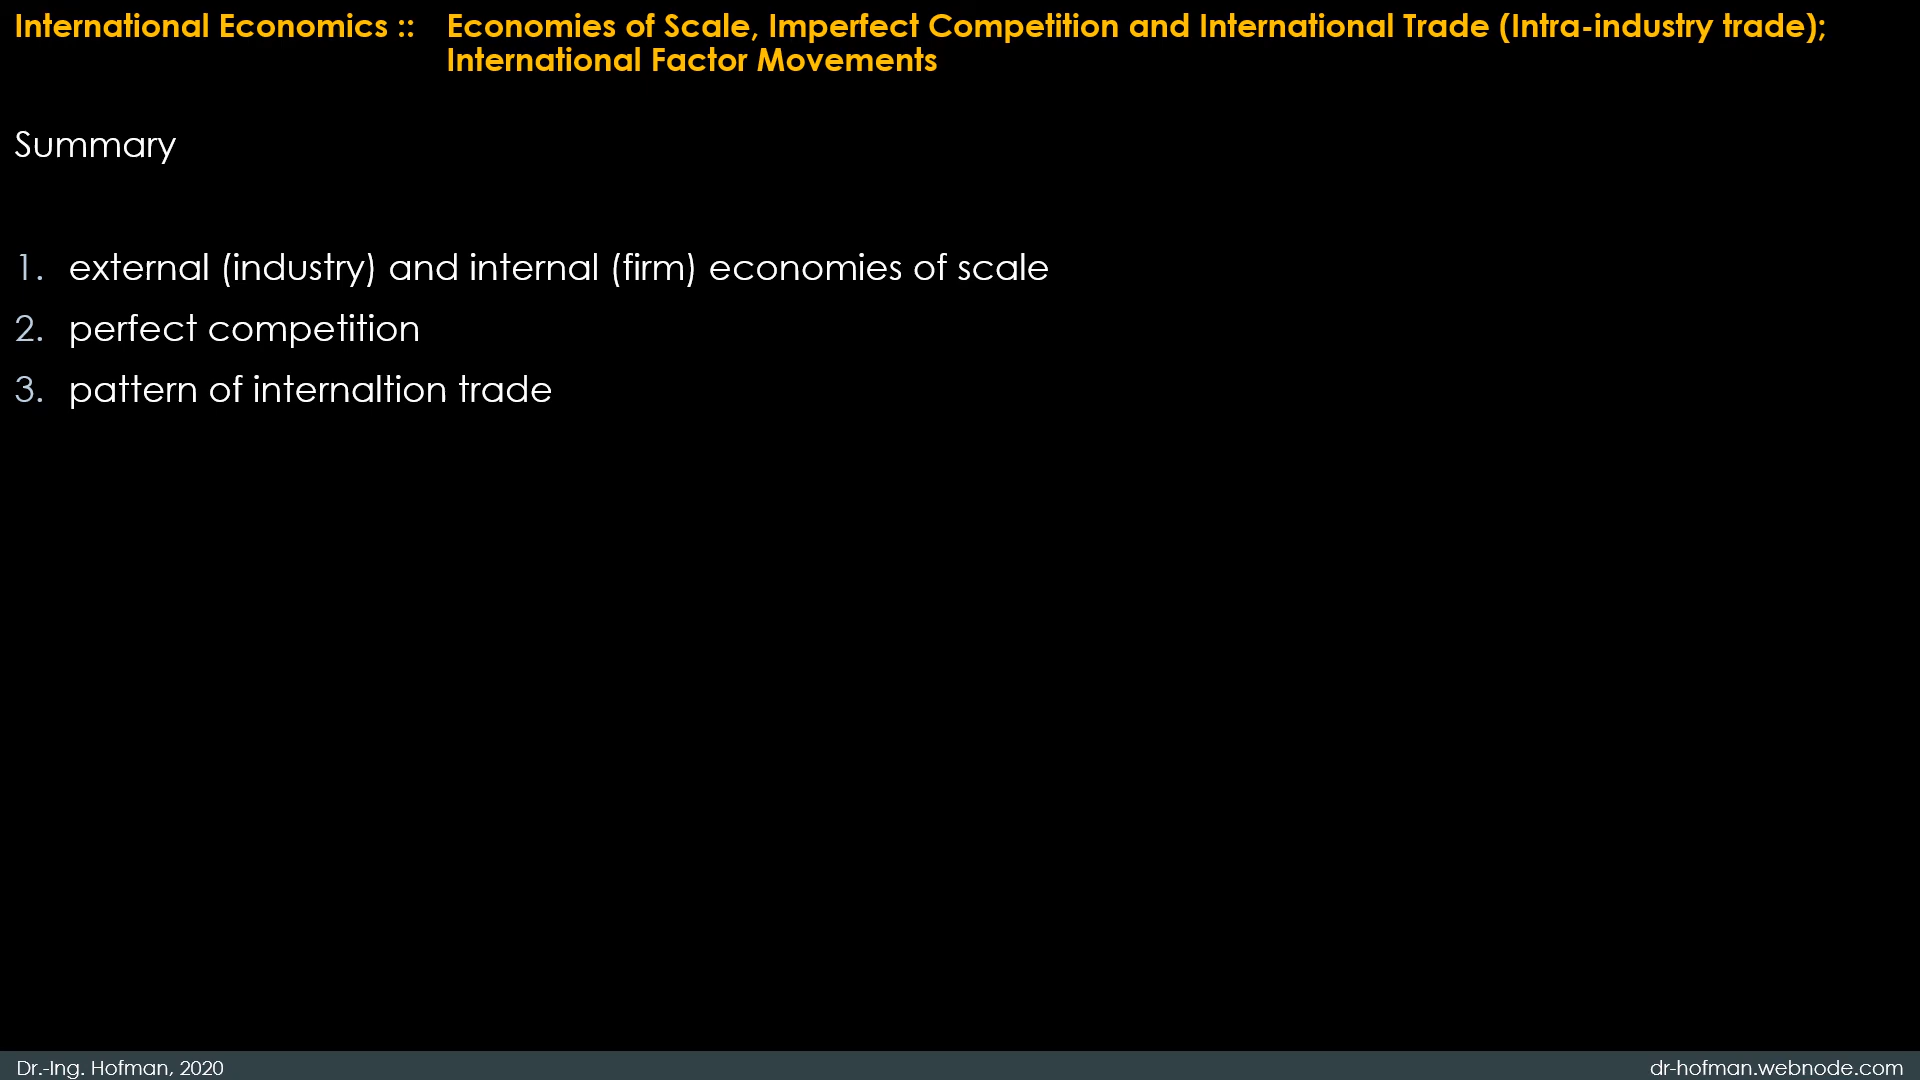 International Economics :: Economies of Scale, Imperfect Competition and International Trade (Intra-industry trade);
International Factor Movements
Summary
1. external (industry) and internal (firm) economies of scale
2. perfect competition
3. pattern of internaltion trade
Dr.-Ing. Hofman, 2020
dr-hofman.webnode.com